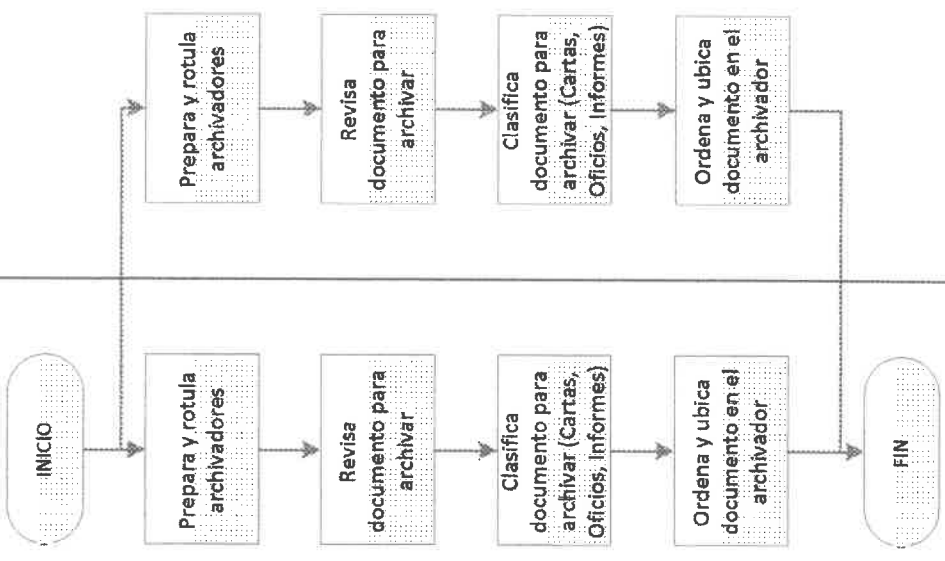 INICIO
Prepara y rotula
archivadores
Revisa
documento para
archivar
Clasifica
documento para
archivar (Cartas,
Oficios, Informes)
Ordena y ubica
documento en el
archivador
Prepara y rotula
archivadores
Revisa
documento para
archivar
Clasifica
documento para
archivar (Cartas,
Oficios, Informes)
Ordena y ubica
documento en el
archivador
FIN